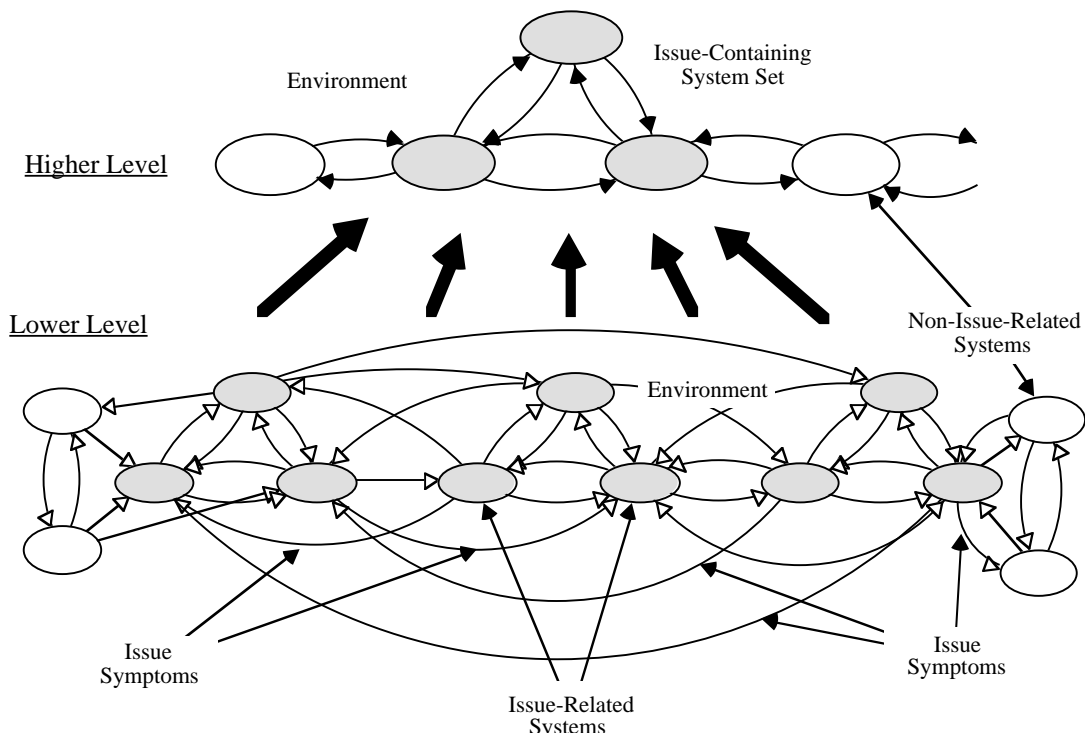 Environment
Issue-Containing
System Set
Higher Level
Lower Level
Non-Issue-Related
Systems
Environment
Issue
Symptoms
Issue
Symptoms
Issue-Related
Systems